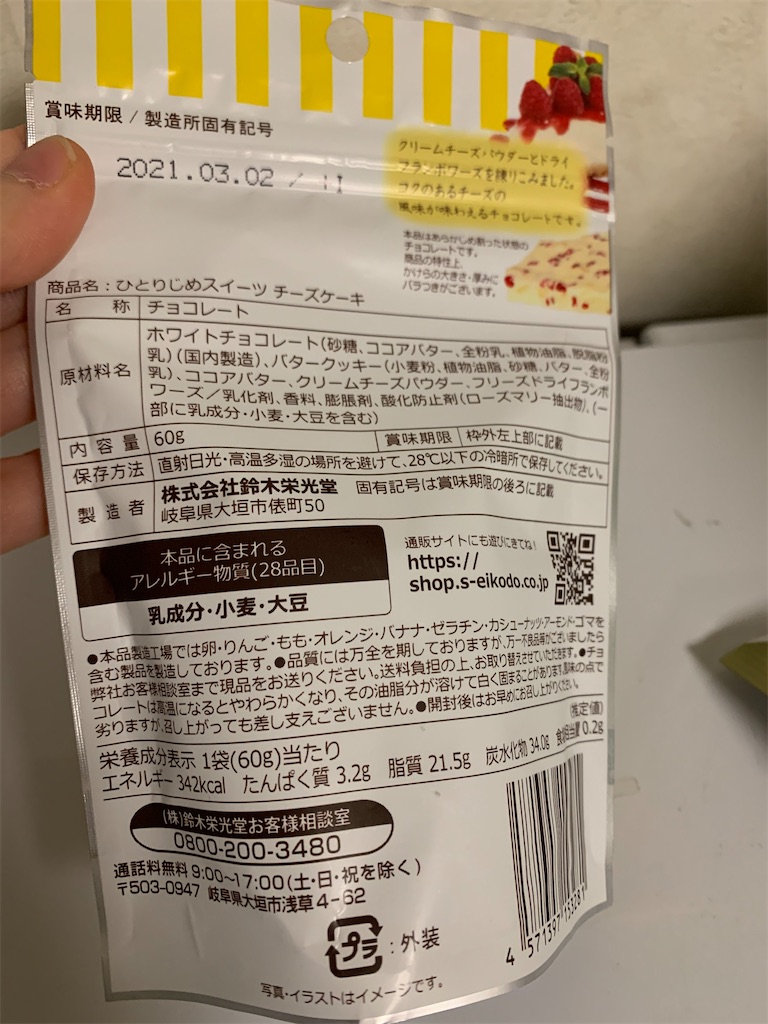 賞味期限 / 製造所固有記号
2021.03.02 / 11
クリームチーズパウダーとドライ
フランボワーズを練りこみました。
コクのあるチーズの
風味が味わえるチョコレートです。
本品はあらかじめ割った状態の
チョコレートです。
商品の特性上、
かけらの大きさ・厚みに
バラつきがございます。
商品名:ひとりじめスイーツ チーズケーキ
名 称 チョコレート
原材料名 ホワイトチョコレート(砂糖、ココアバター、全粉乳、植物油脂、脱脂粉
乳)(国内製造)、バタークッキー(小麦粉、植物油脂、砂糖、バター、全粉
乳)、ココアバター、クリームチーズパウダー、フリーズドライフランボ
ワーズ/乳化剤、香料、膨脹剤、酸化防止剤(ローズマリー抽出物)、(一
部に乳成分・小麦・大豆を含む)
内容量 60g 賞味期限 枠外左上部に記載
保存方法 直射日光・高温多湿の場所を避けて、28℃以下の冷暗所で保存してください。
製造者 株式会社鈴木栄光堂 固有記号は賞味期限の後ろに記載
岐阜県大垣市俵町50
本品に含まれる
アレルギー物質(28品目)
乳成分・小麦・大豆
通販サイトにも遊びにきてね!
https://
shop.s-eikodo.co.jp
●本品製造工場では卵・りんご・もも・オレンジ・バナナ・ゼラチン・カシューナッツ・アーモンド・ゴマを
含む製品を製造しております。●品質には万全を期しておりますが、万一不良品等がございましたら
弊社お客様相談室まで現品をお送りください。送料負担の上、お取り替えさせていただきます。●チョ
コレートは高温になるとやわらかくなり、その油脂分が溶けて白く固まることがあります。風味の点で
劣りますが、召し上がっても差し支えございません。●開封後はお早めにお召し上がりください。
栄養成分表示 1袋(60g)当たり (推定値)
エネルギー 342kcal たんぱく質 3.2g 脂質 21.5g 炭水化物 34.0g 食塩相当量 0.2g
(株)鈴木栄光堂お客様相談室
0800-200-3480
通話料無料 9:00~17:00(土・日・祝を除く)
〒503-0947 岐阜県大垣市浅草4-62
プラ :外装
4 571397 153281
写真・イラストはイメージです。